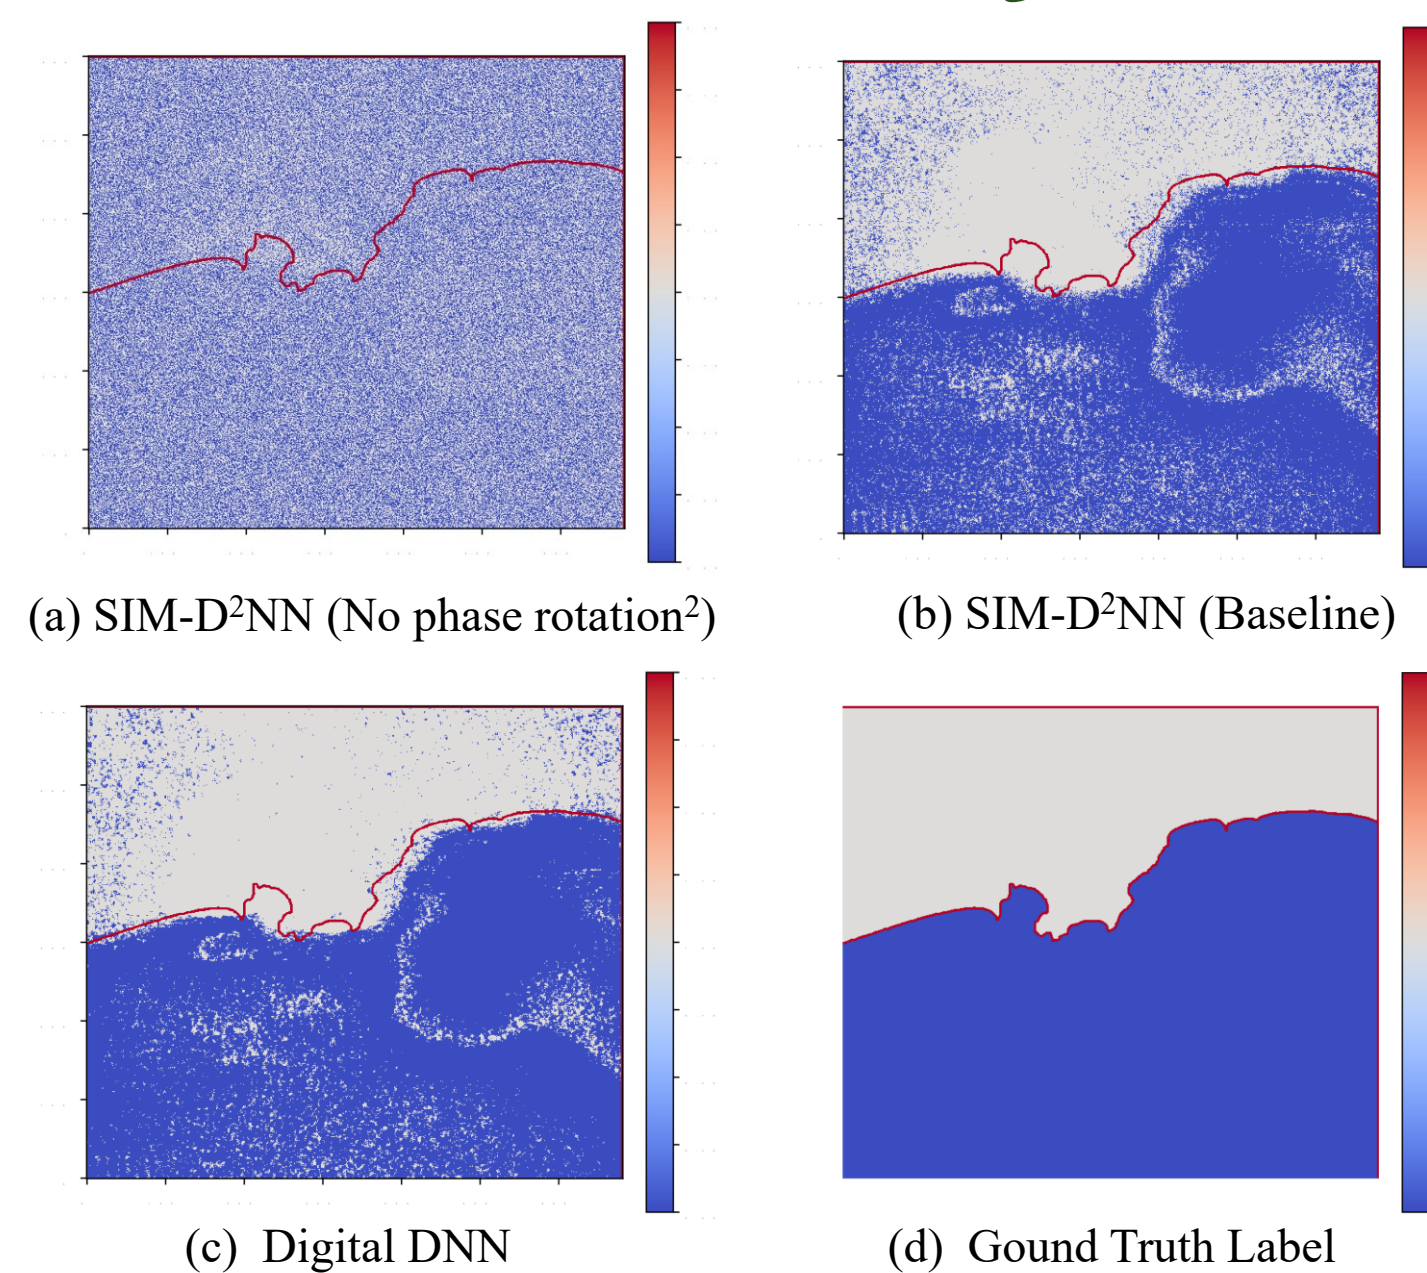 (a) SIM-D²NN (No phase rotation²)
(b) SIM-D²NN (Baseline)
(c) Digital DNN
(d) Gound Truth Label